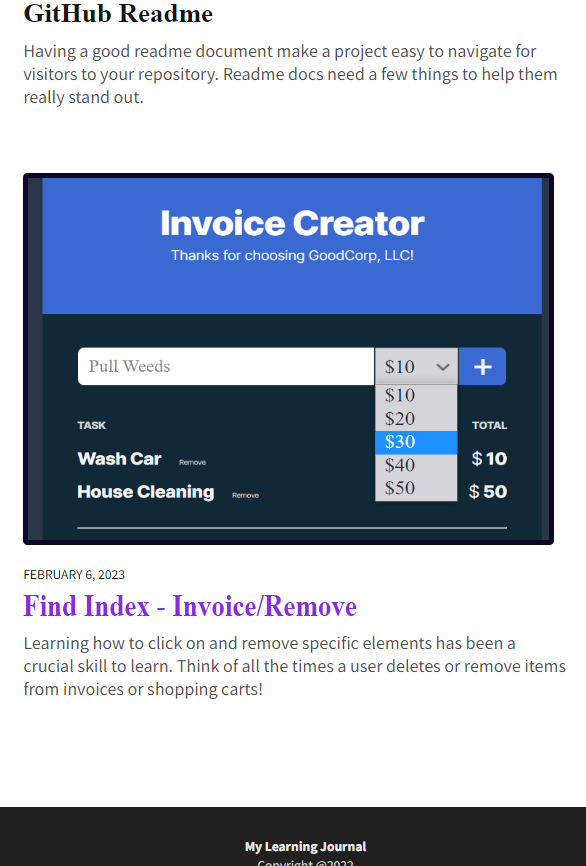 GitHub Readme
Having a good readme document make a project easy to navigate for
visitors to your repository. Readme docs need a few things to help them
really stand out.
Invoice Creator
Thanks for choosing GoodCorp, LLC!
Pull Weeds
$10
+
$10
$20
$30
$40
$50
TASK
TOTAL
Wash Car Remove $ 10
House Cleaning Remove $ 50
FEBRUARY 6, 2023
Find Index - Invoice/Remove
Learning how to click on and remove specific elements has been a
crucial skill to learn. Think of all the times a user deletes or remove items
from invoices or shopping carts!
My Learning Journal
Copyright ©2022